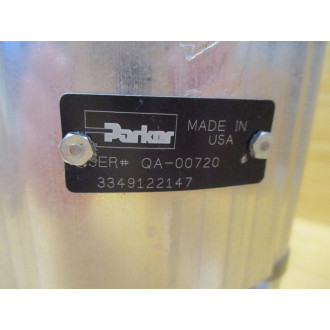 Parker
MADE IN
USA
SER# QA-00720
3349122147